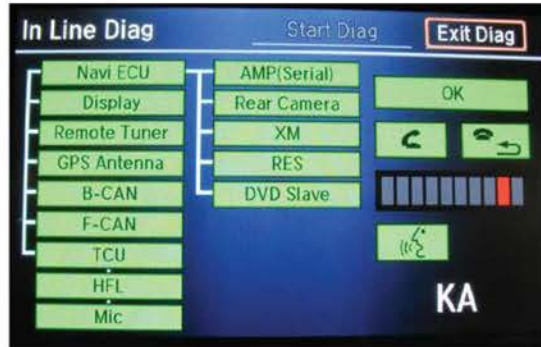 In Line Diag
Start Diag
Exit Diag
Navi ECU
Display
Remote Tuner
GPS Antenna
B-CAN
F-CAN
TCU
HFL
Mic
AMP(Serial)
Rear Camera
XM
RES
DVD Slave
OK
KA